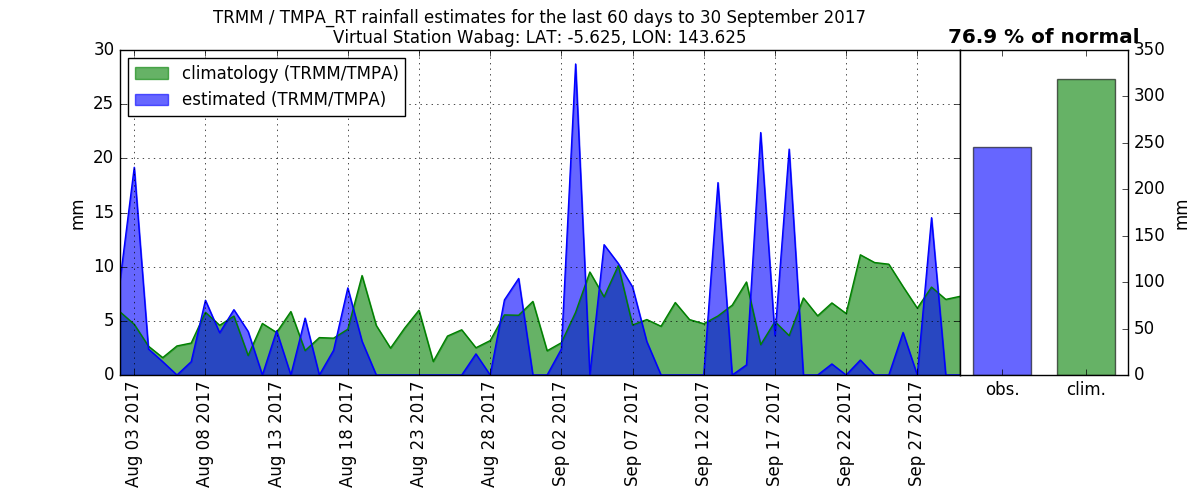 TRMM / TMPA_RT rainfall estimates for the last 60 days to 30 September 2017
Virtual Station Wabag: LAT: -5.625, LON: 143.625
76.9 % of normal
climatology (TRMM/TMPA)
estimated (TRMM/TMPA)
30
25
20
15
10
5
0
mm
Aug 03 2017
Aug 08 2017
Aug 13 2017
Aug 18 2017
Aug 23 2017
Aug 28 2017
Sep 02 2017
Sep 07 2017
Sep 12 2017
Sep 17 2017
Sep 22 2017
Sep 27 2017
obs.
clim.
350
300
250
200
150
100
50
0
mm